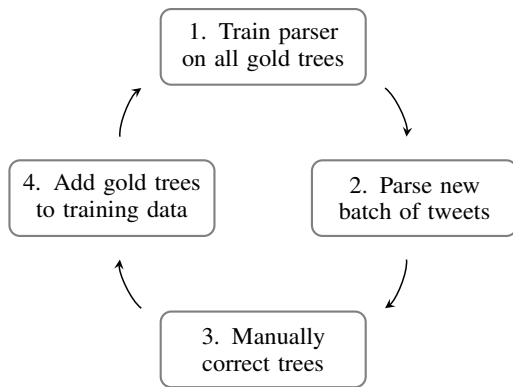 1. Train parser
on all gold trees
2. Parse new
batch of tweets
3. Manually
correct trees
4. Add gold trees
to training data